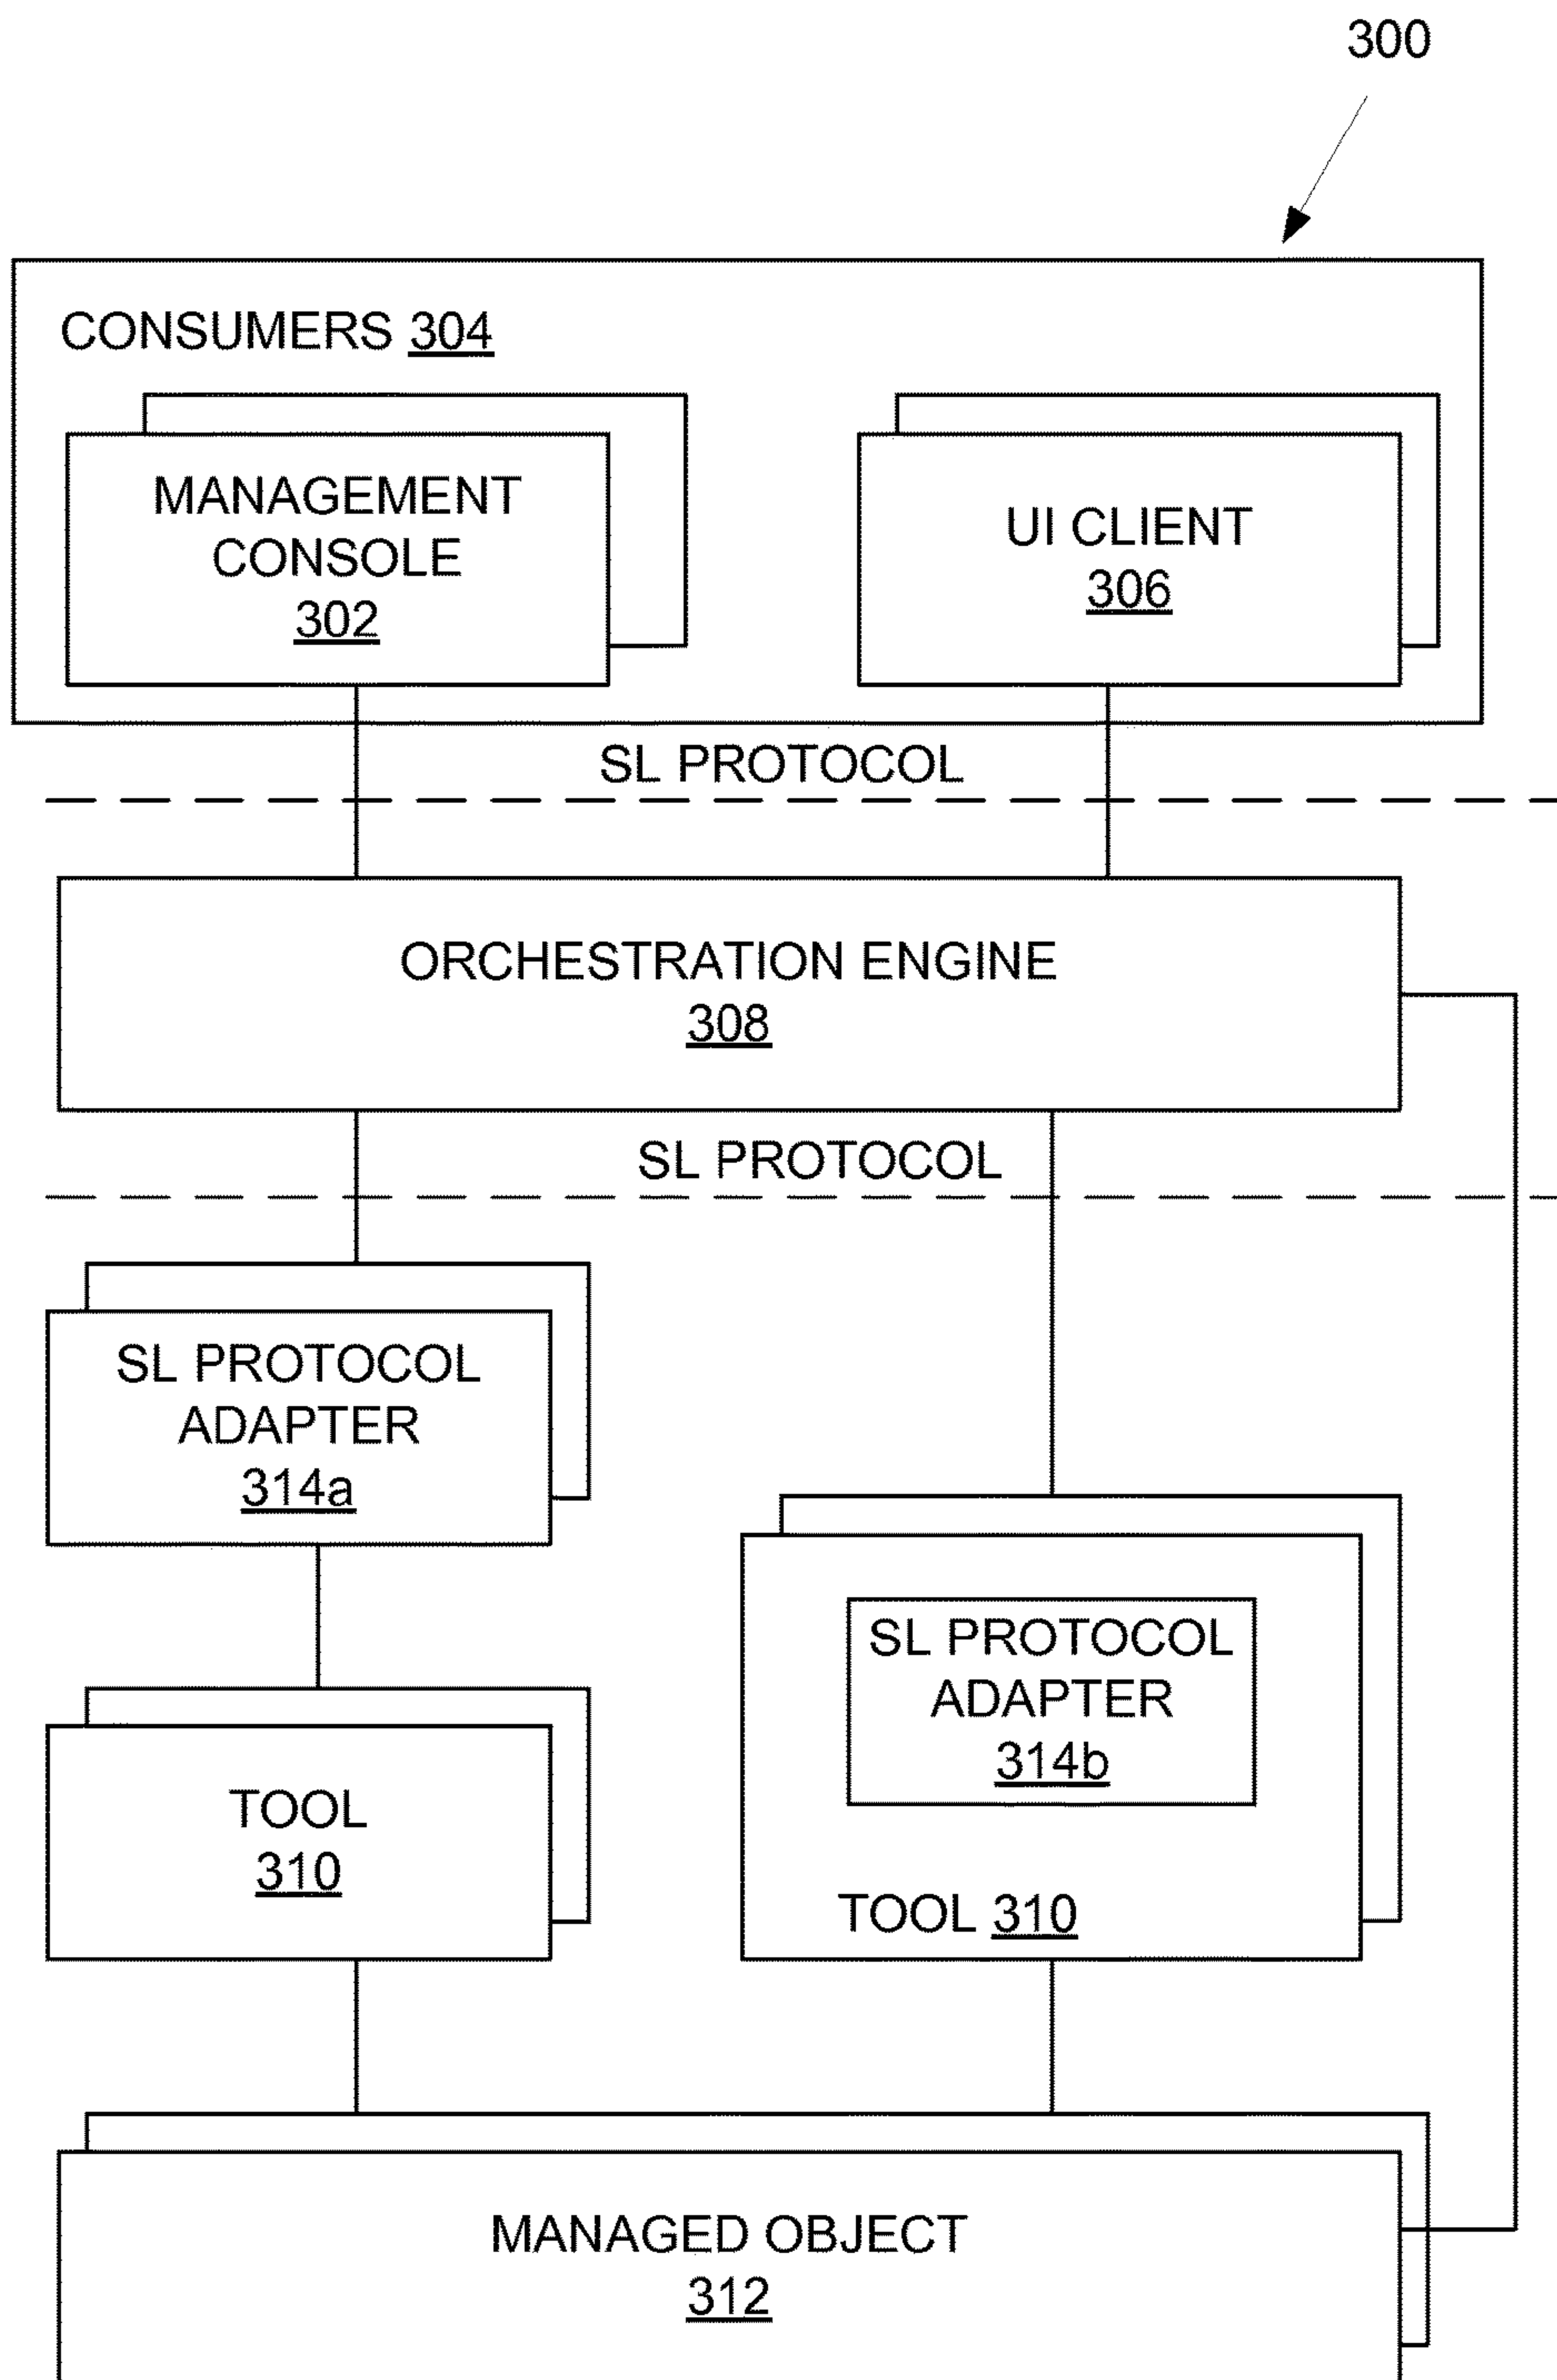 300
CONSUMERS 304
MANAGEMENT
CONSOLE
302
UI CLIENT
306
SL PROTOCOL
ORCHESTRATION ENGINE
308
SL PROTOCOL
SL PROTOCOL
ADAPTER
314a
SL PROTOCOL
ADAPTER
314b
TOOL
310
TOOL 310
MANAGED OBJECT
312